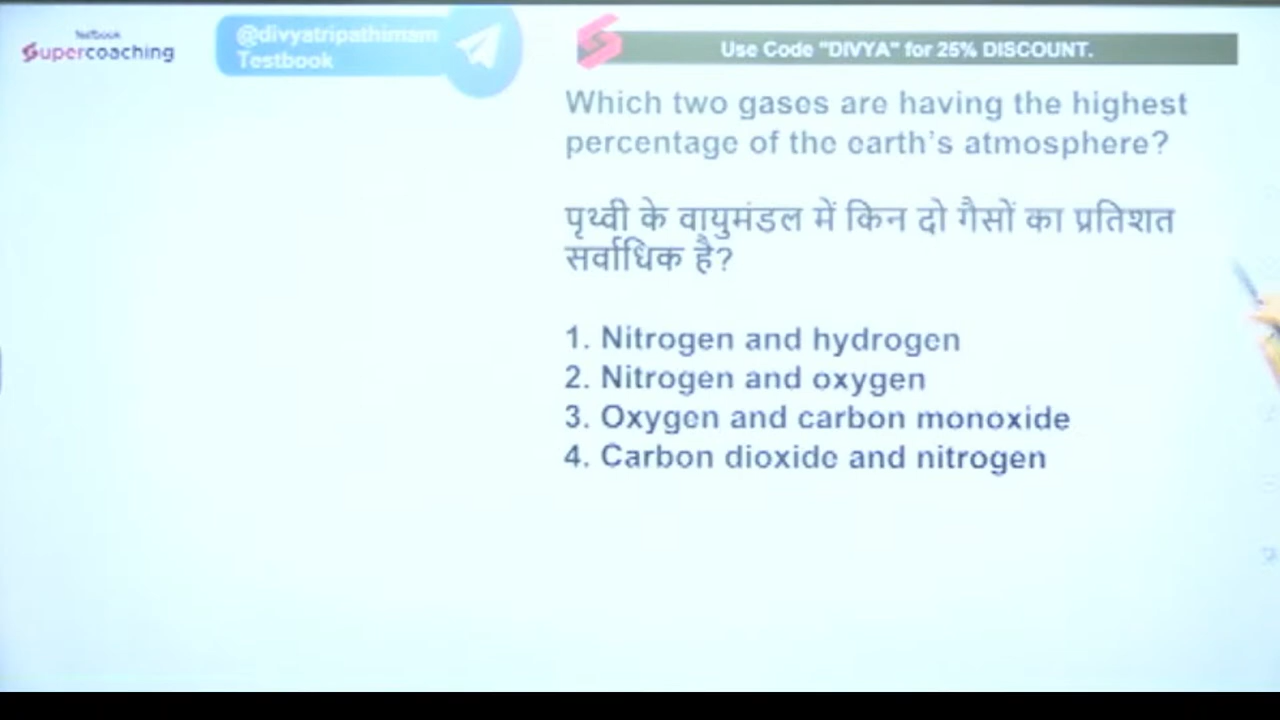 testbook
Supercoaching
@divyatripathimam
Testbook
Use Code "DIVYA" for 25% DISCOUNT.
Which two gases are having the highest
percentage of the earth's atmosphere?
पृथ्वी के वायुमंडल में किन दो गैसों का प्रतिशत
सर्वाधिक है?
1. Nitrogen and hydrogen
2. Nitrogen and oxygen
3. Oxygen and carbon monoxide
4. Carbon dioxide and nitrogen